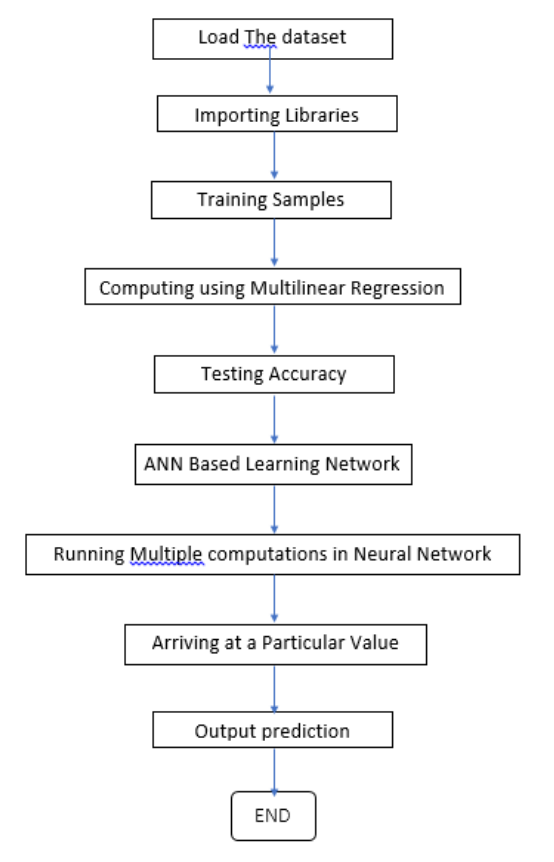 Load The dataset
Importing Libraries
Training Samples
Computing using Multilinear Regression
Testing Accuracy
ANN Based Learning Network
Running Multiple computations in Neural Network
Arriving at a Particular Value
Output prediction
END